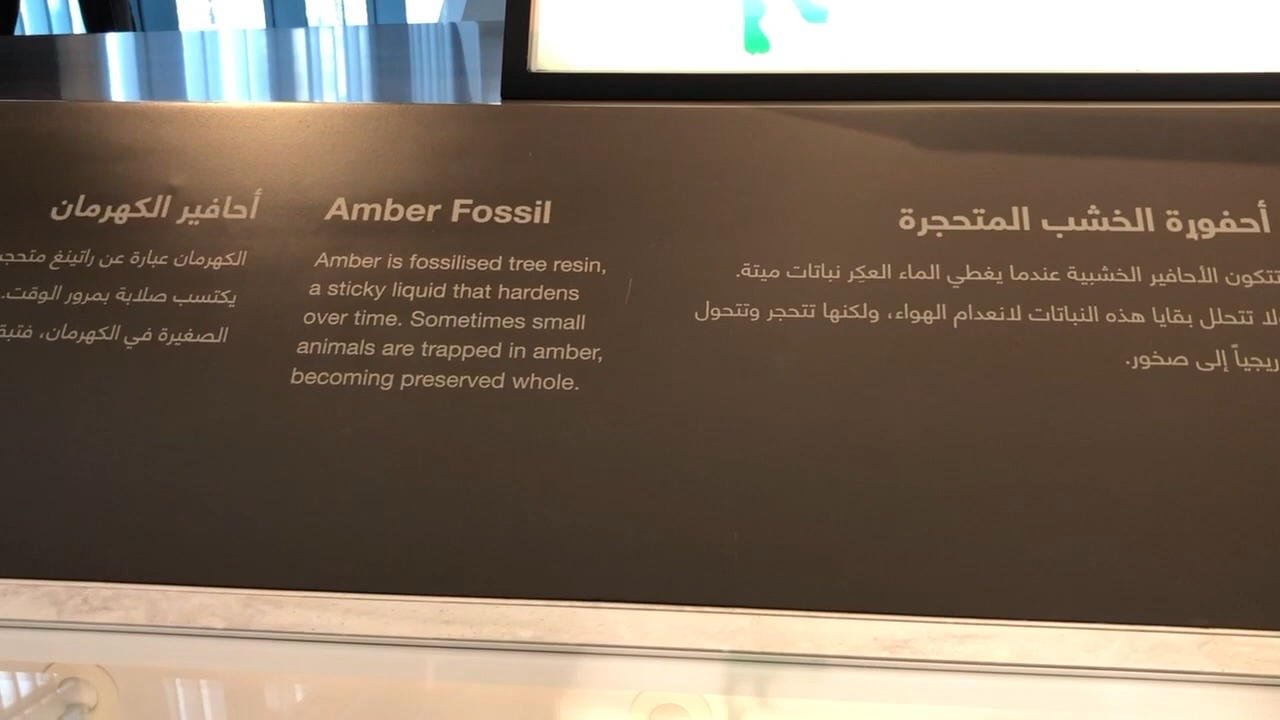 أحافير الكهرمان
الكهرمان عبارة عن راتينغ
يكتسب صلابة بمرور الوقت.
الصغيرة في الكهرمان،
Amber Fossil
Amber is fossilised tree resin,
a sticky liquid that hardens
over time. Sometimes small
animals are trapped in amber,
becoming preserved whole.
أحفورة الخشب المتحجرة
تتكون الأحافير الخشبية عندما يغطي الماء العكِر نباتات ميتة.
ولا تتحلل بقايا هذه النباتات لانعدام الهواء، ولكنها تتحجر وتتحول
إلى صخور.